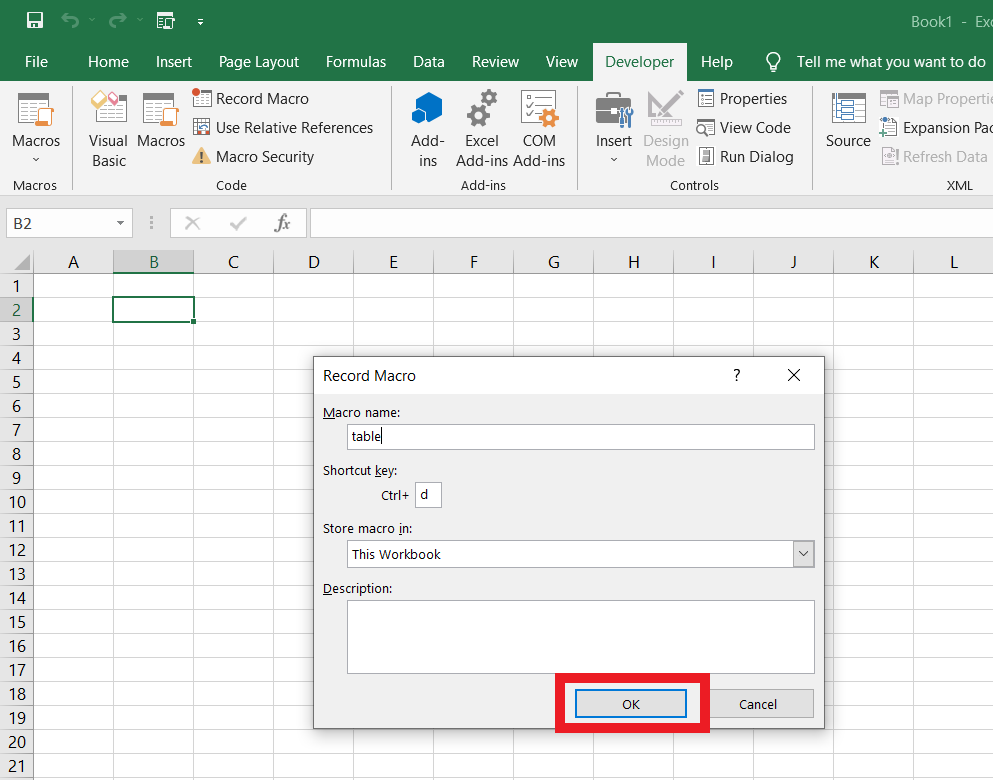 Book1 - Exc
File Home Insert Page Layout Formulas Data Review View Developer Help Tell me what you want to do
Macros
Macros
Visual Basic
Macros
Record Macro
Use Relative References
Macro Security
Code
Add-ins
Excel Add-ins
COM Add-ins
Add-ins
Insert
Design Mode
Properties
View Code
Run Dialog
Controls
Source
Map Propertie
Expansion Pac
Refresh Data
XML
B2 fx
A B C D E F G H I J K L
1
2
3
4
5
6
7
8
9
10
11
12
13
14
15
16
17
18
19
20
21
Record Macro ?
Macro name:
table
Shortcut key:
Ctrl+ d
Store macro in:
This Workbook
Description:
OK Cancel